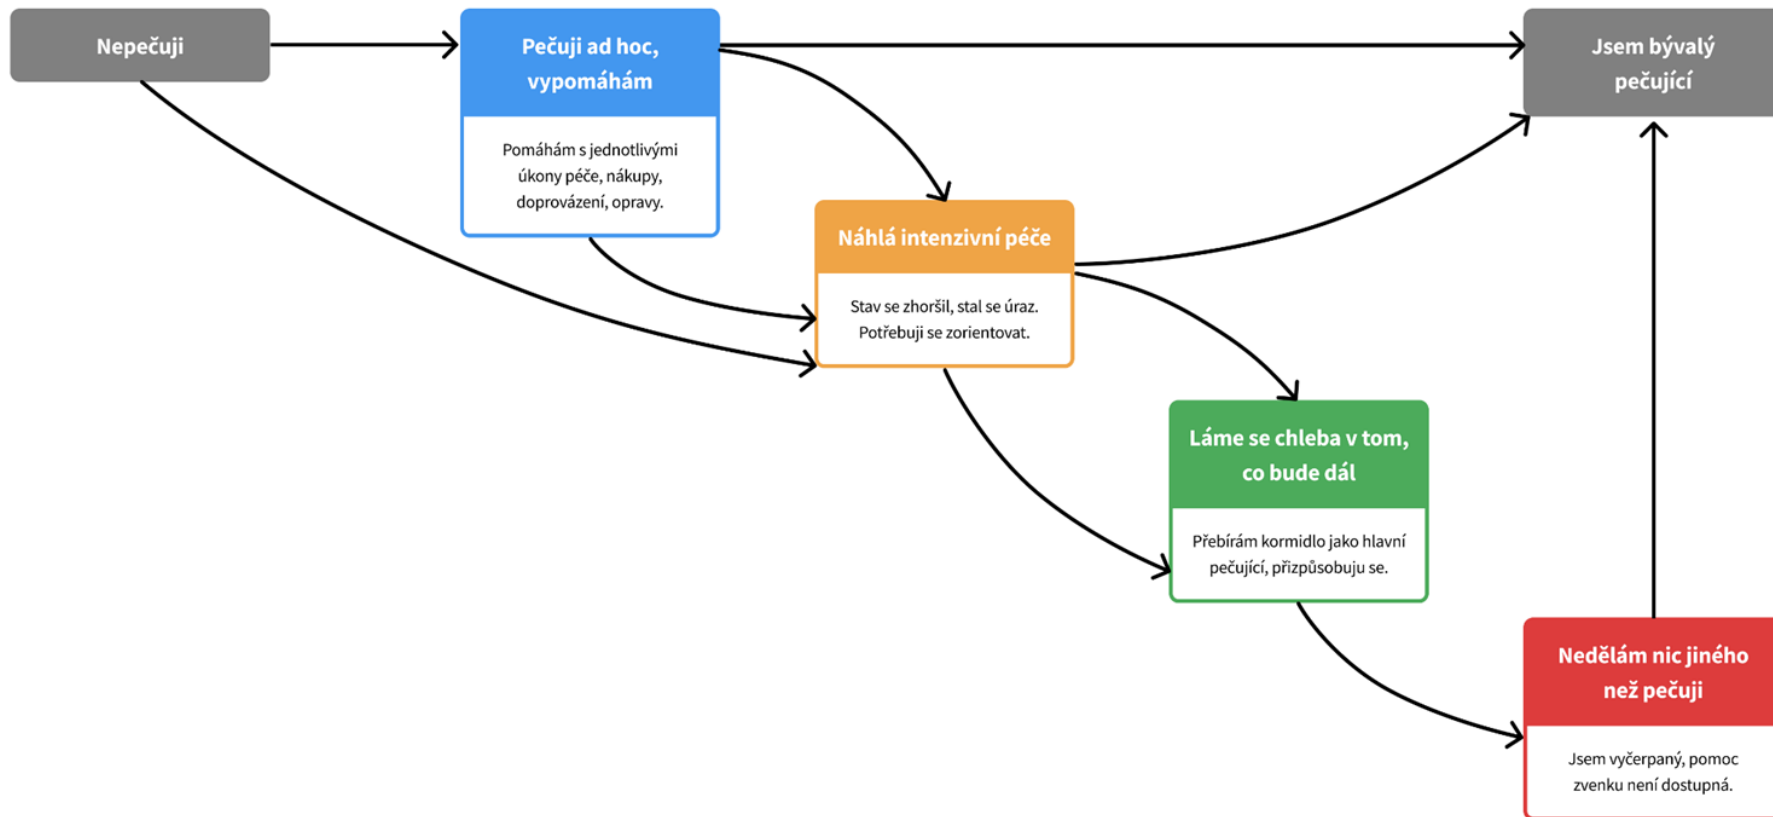 Nepečuji
Pečuji ad hoc,
vypomáhám
Pomáhám s jednotlivými
úkony péče, nákupy,
doprovázení, opravy.
Jsem bývalý
pečující
Náhlá intenzivní péče
Stav se zhoršil, stal se úraz.
Potřebuji se zorientovat.
Láme se chleba v tom,
co bude dál
Přebírám kormidlo jako hlavní
pečující, přizpůsobuju se.
Nedělám nic jiného
než pečuji
Jsem vyčerpaný, pomoc
zvenku není dostupná.